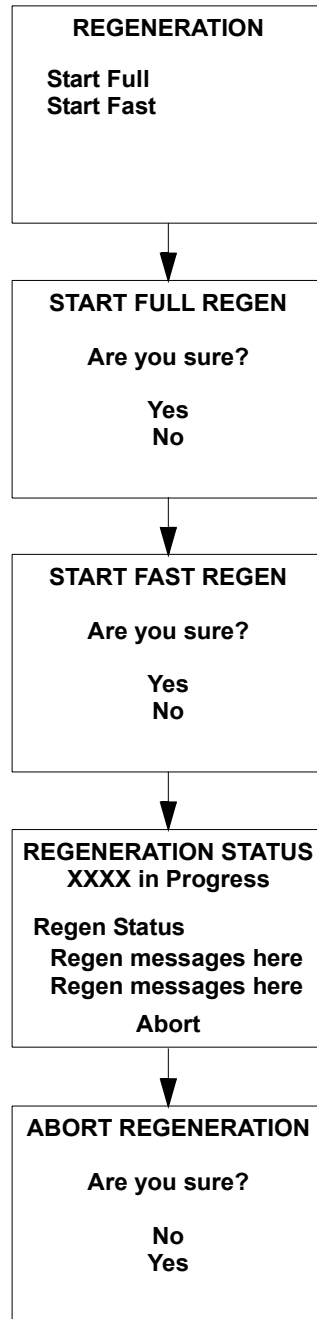 REGENERATION
Start Full
Start Fast
START FULL REGEN
Are you sure?
Yes
No
START FAST REGEN
Are you sure?
Yes
No
REGENERATION STATUS
XXXX in Progress
Regen Status
Regen messages here
Regen messages here
Abort
ABORT REGENERATION
Are you sure?
No
Yes